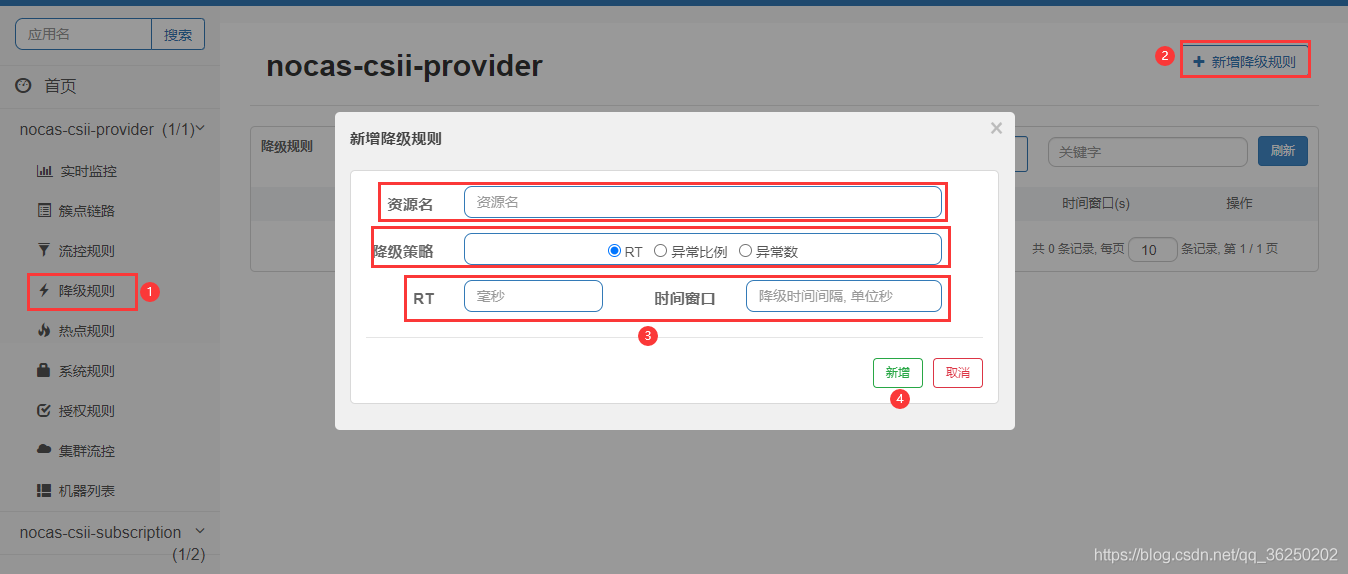 应用名 搜索
首页
nocas-csii-provider (1/1)
实时监控
簇点链路
流控规则
降级规则 1
热点规则
系统规则
授权规则
集群流控
机器列表
nocas-csii-subscription
(1/2)
nocas-csii-provider
2 新增降级规则
降级规则 关键字 刷新
时间窗口(s) 操作
共 0 条记录, 每页 10 条记录, 第 1 / 1 页
新增降级规则 ×
资源名 资源名
降级策略 RT 异常比例 异常数
RT 毫秒 时间窗口 降级时间间隔, 单位秒
3
新增 取消
4
https://blog.csdn.net/qq_36250202